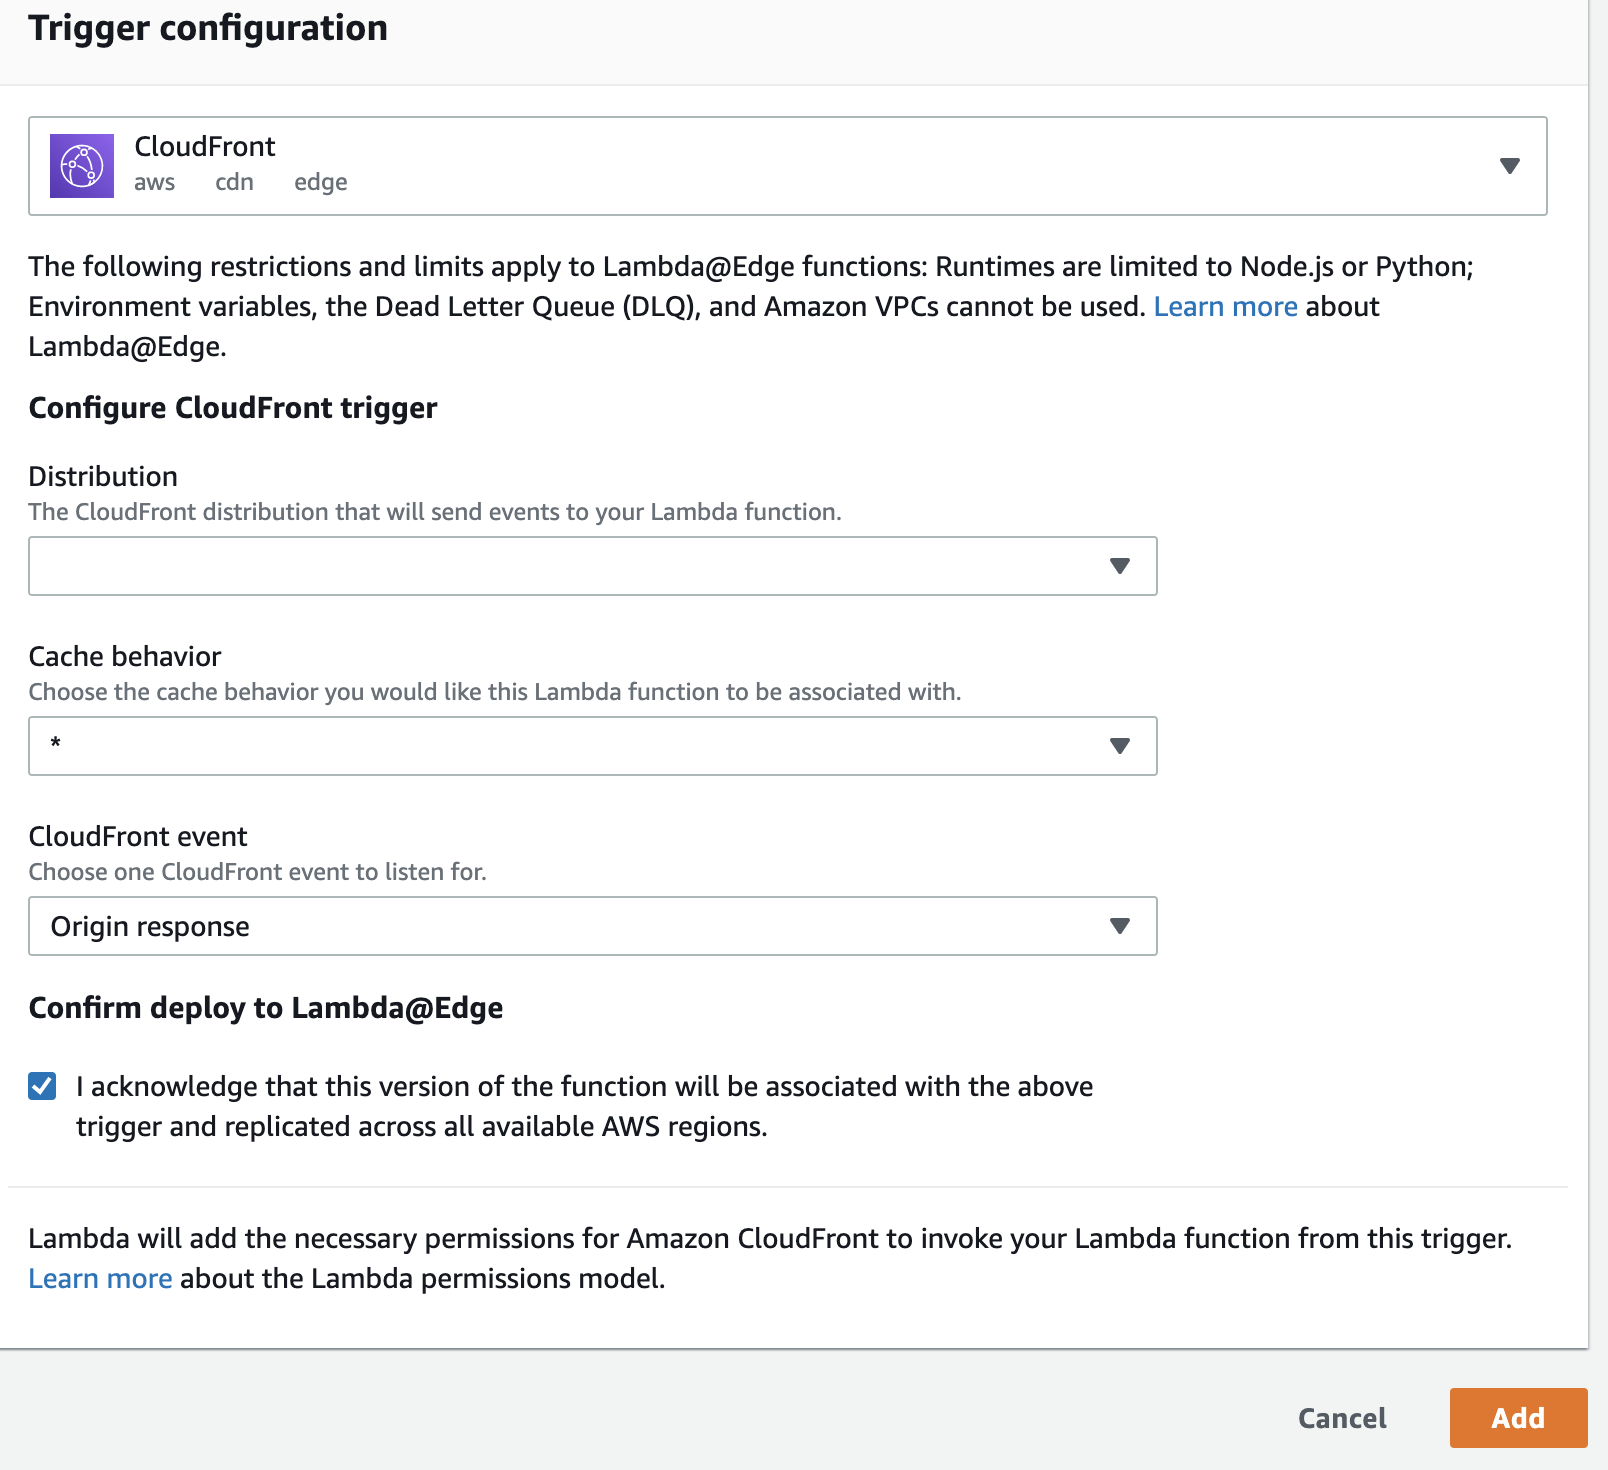 Trigger configuration
CloudFront
aws cdn edge
The following restrictions and limits apply to Lambda@Edge functions: Runtimes are limited to Node.js or Python;
Environment variables, the Dead Letter Queue (DLQ), and Amazon VPCs cannot be used. Learn more about
Lambda@Edge.
Configure CloudFront trigger
Distribution
The CloudFront distribution that will send events to your Lambda function.
Cache behavior
Choose the cache behavior you would like this Lambda function to be associated with.
*
CloudFront event
Choose one CloudFront event to listen for.
Origin response
Confirm deploy to Lambda@Edge
I acknowledge that this version of the function will be associated with the above
trigger and replicated across all available AWS regions.
Lambda will add the necessary permissions for Amazon CloudFront to invoke your Lambda function from this trigger.
Learn more about the Lambda permissions model.
Cancel Add